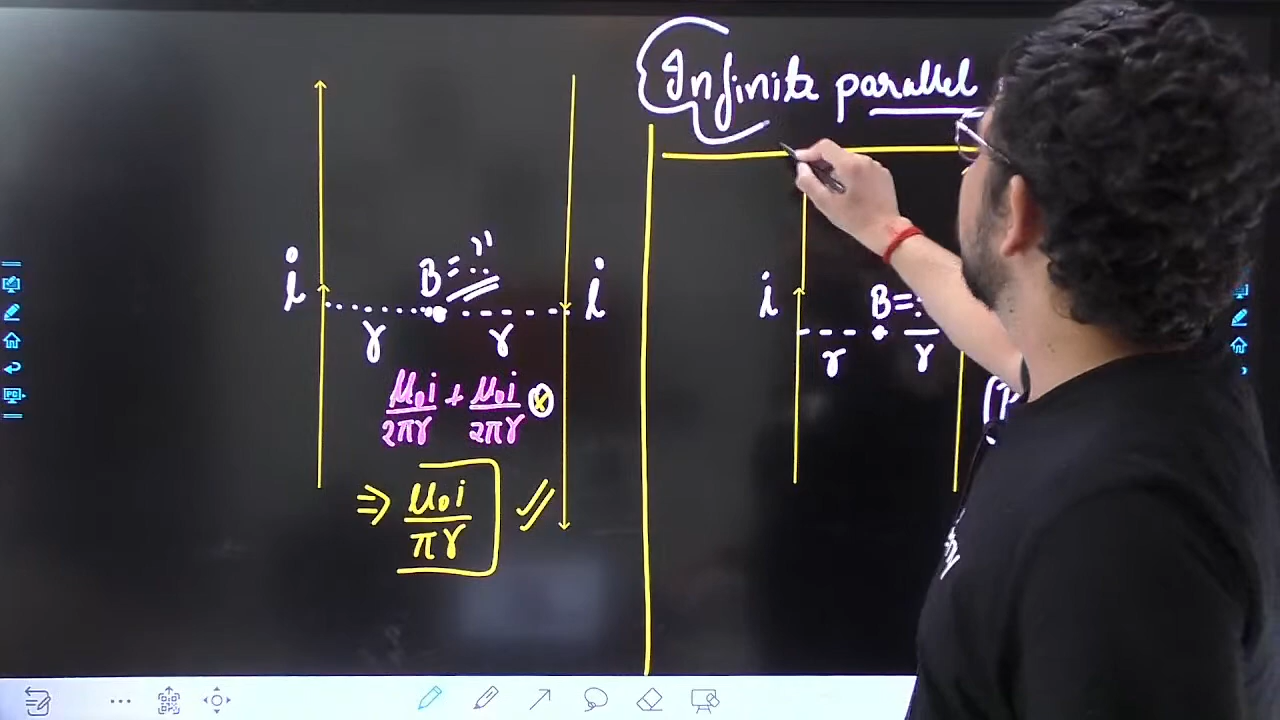 Infinite parallel
B = ??
i
i
r
r
μ₀i/2πr + μ₀i/2πr ⊗
⇒ μ₀i/πr
i
B =
r
r